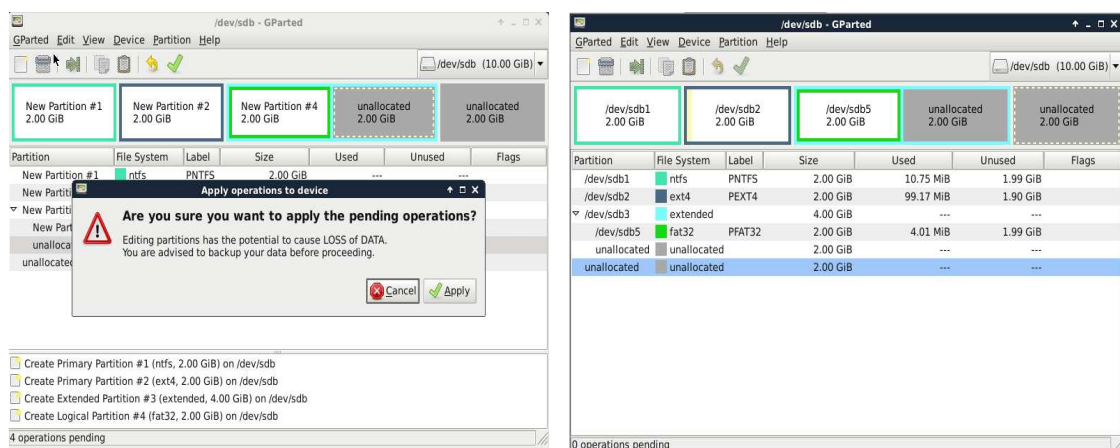 /dev/sdb - GParted
GParted Edit View Device Partition Help
/dev/sdb (10.00 GiB)
New Partition #1
2.00 GiB
New Partition #2
2.00 GiB
New Partition #4
2.00 GiB
unallocated
2.00 GiB
unallocated
2.00 GiB
Partition File System Label Size Used Unused Flags
New Partition #1 ntfs PNTFS 2.00 GiB --- ---
New Partiti
New Partiti
New Part
unalloca
unallocated
Apply operations to device
Are you sure you want to apply the pending operations?
Editing partitions has the potential to cause LOSS of DATA.
You are advised to backup your data before proceeding.
Cancel Apply
Create Primary Partition #1 (ntfs, 2.00 GiB) on /dev/sdb
Create Primary Partition #2 (ext4, 2.00 GiB) on /dev/sdb
Create Extended Partition #3 (extended, 4.00 GiB) on /dev/sdb
Create Logical Partition #4 (fat32, 2.00 GiB) on /dev/sdb
4 operations pending
/dev/sdb - GParted
GParted Edit View Device Partition Help
/dev/sdb (10.00 GiB)
/dev/sdb1
2.00 GiB
/dev/sdb2
2.00 GiB
/dev/sdb5
2.00 GiB
unallocated
2.00 GiB
unallocated
2.00 GiB
Partition File System Label Size Used Unused Flags
/dev/sdb1 ntfs PNTFS 2.00 GiB 10.75 MiB 1.99 GiB
/dev/sdb2 ext4 PEXT4 2.00 GiB 99.17 MiB 1.90 GiB
/dev/sdb3 extended 4.00 GiB --- ---
/dev/sdb5 fat32 PFAT32 2.00 GiB 4.01 MiB 1.99 GiB
unallocated unallocated 2.00 GiB --- ---
unallocated unallocated 2.00 GiB --- ---
0 operations pending